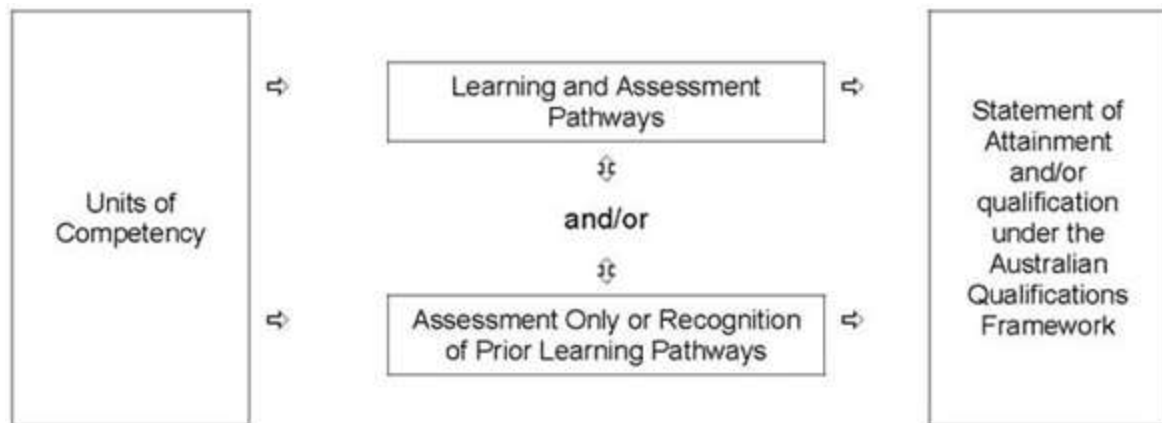 Units of
Competency
Learning and Assessment
Pathways
and/or
Assessment Only or Recognition
of Prior Learning Pathways
Statement of
Attainment
and/or
qualification
under the
Australian
Qualifications
Framework